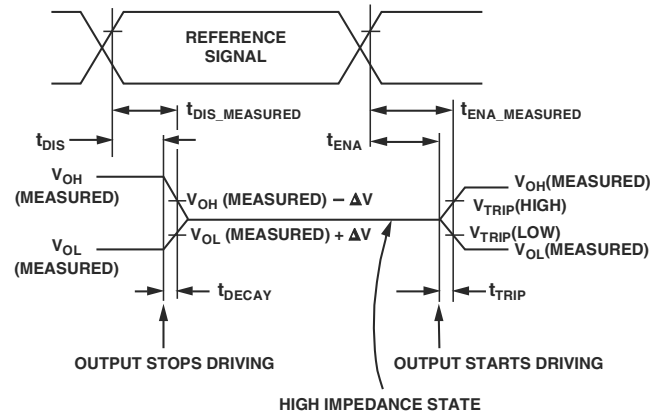 REFERENCE
SIGNAL
tDIS_MEASURED
tENA_MEASURED
tDIS
tENA
VOH
(MEASURED)
VOH (MEASURED) – ΔV
VOH(MEASURED)
VTRIP(HIGH)
VOL
(MEASURED)
VOL (MEASURED) + ΔV
VTRIP(LOW)
VOL(MEASURED)
tDECAY
tTRIP
OUTPUT STOPS DRIVING
OUTPUT STARTS DRIVING
HIGH IMPEDANCE STATE